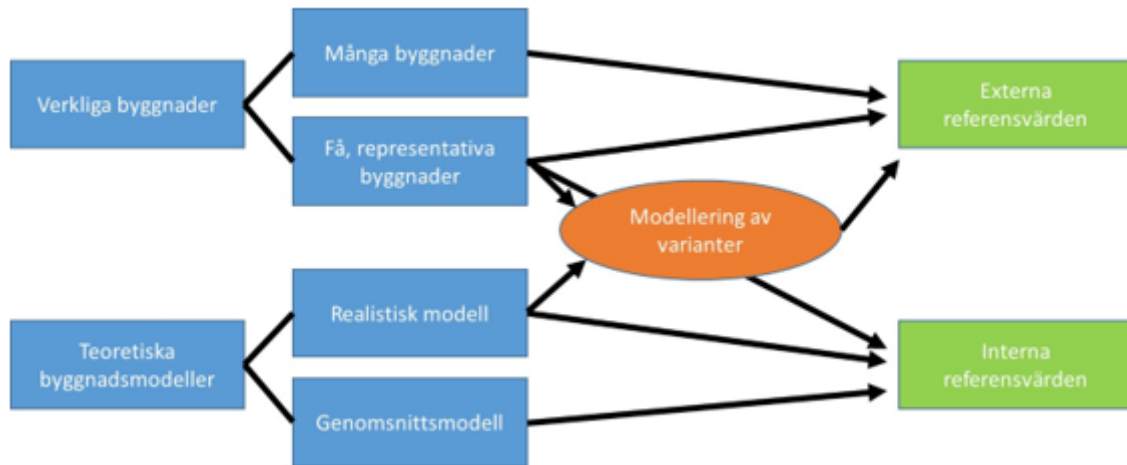 Verkliga byggnader
Många byggnader
Få, representativa
byggnader
Externa
referensvärden
Modellering av
varianter
Teoretiska
byggnadsmodeller
Realistisk modell
Genomsnittsmodell
Interna
referensvärden